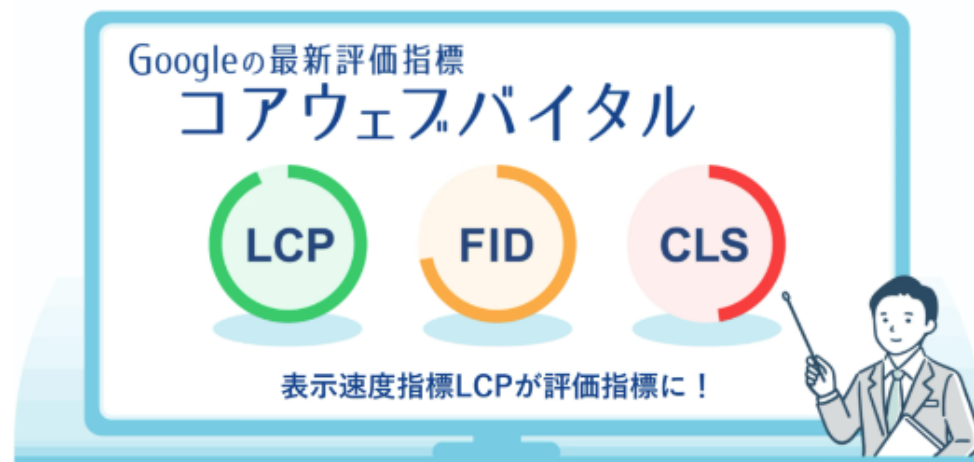 Googleの最新評価指標
コアウェブバイタル
LCP
FID
CLS
表示速度指標LCPが評価指標に！